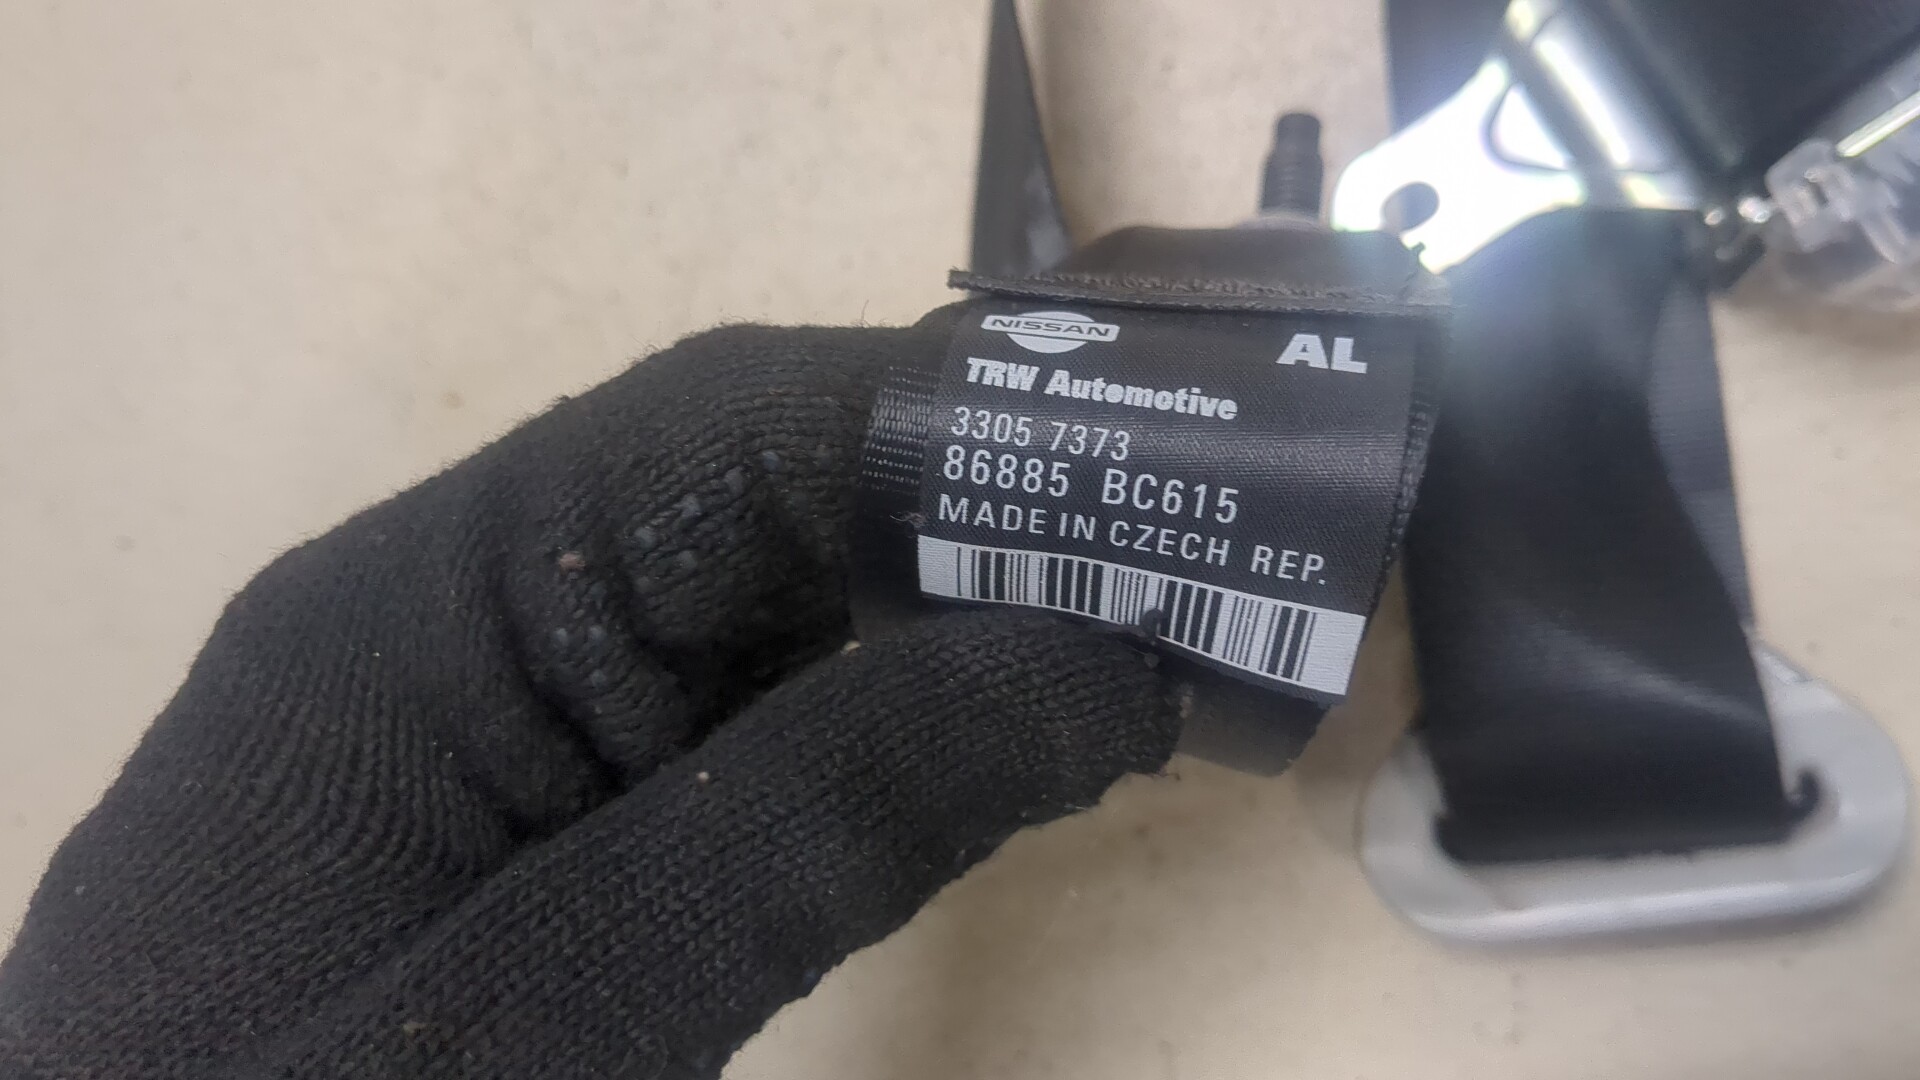 NISSAN
AL
TRW Automotive
3305 7373
86885 BC615
MADE IN CZECH REP.